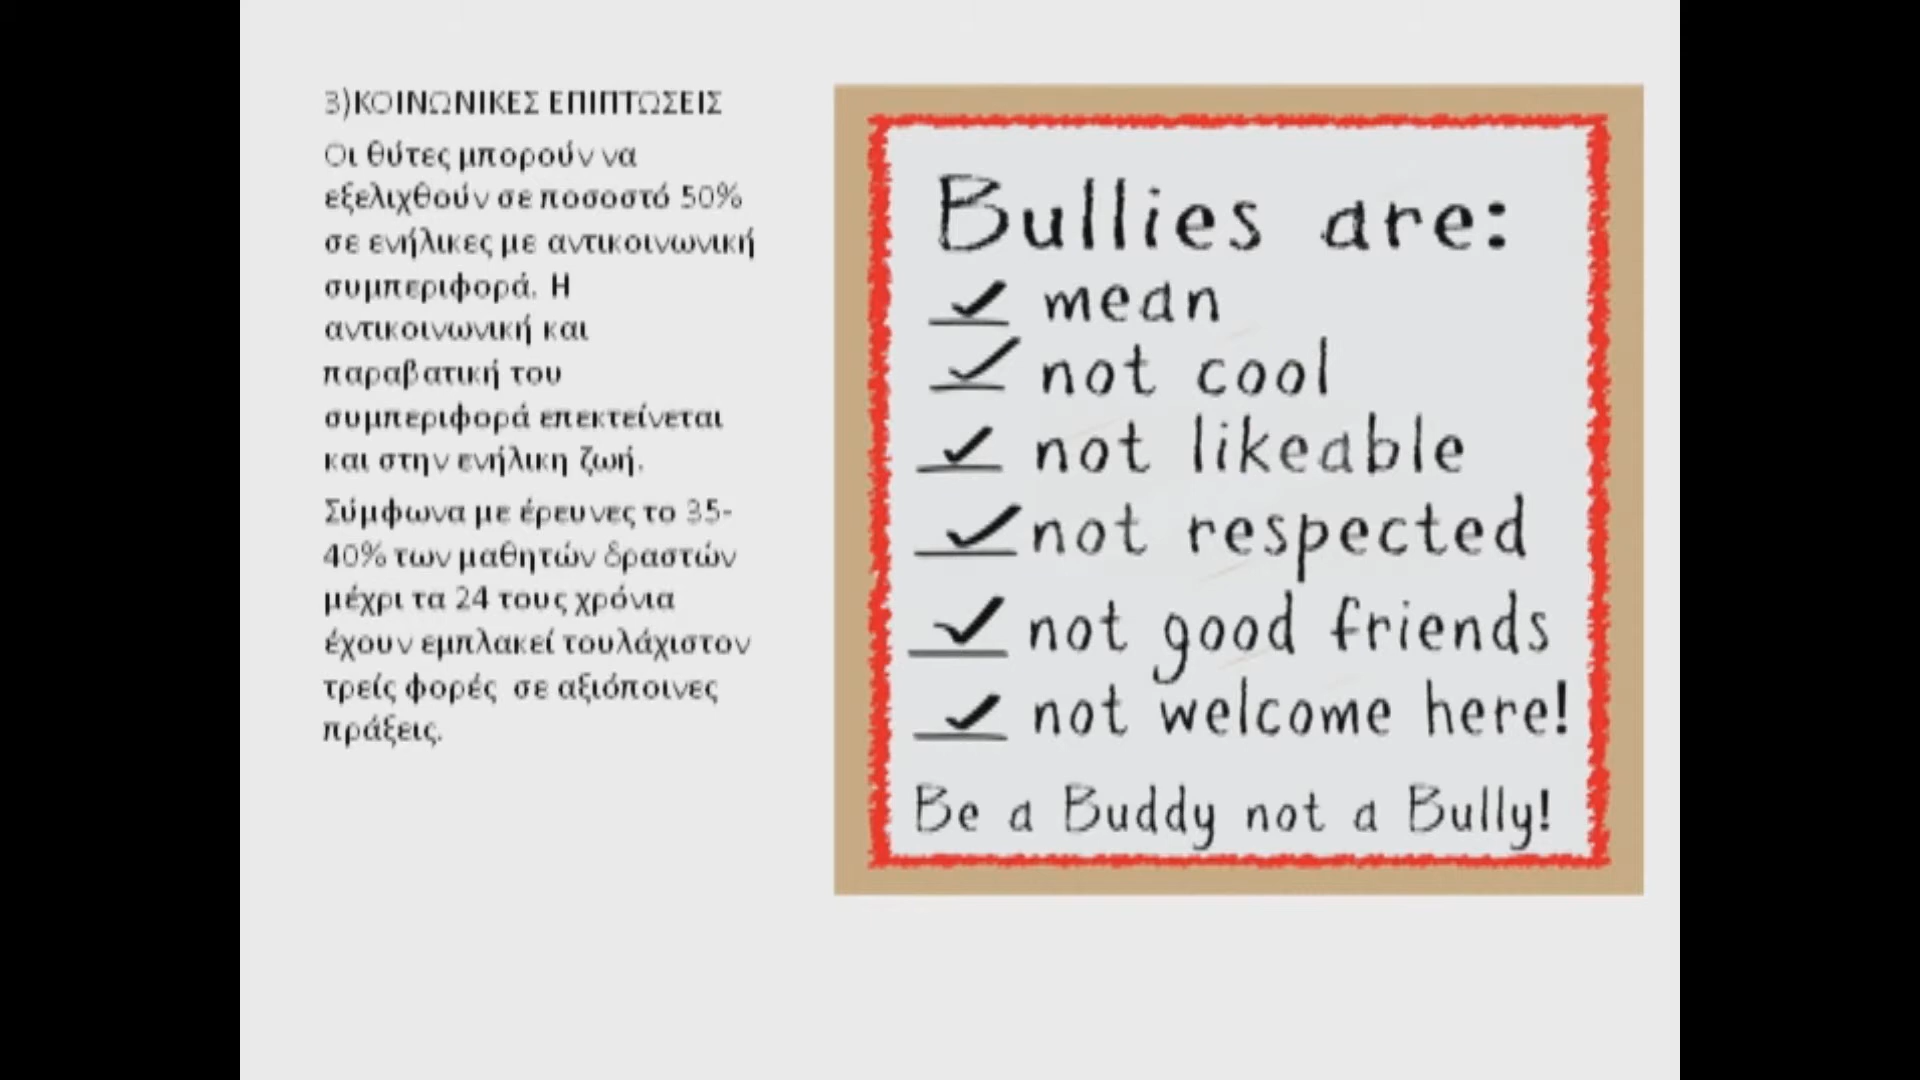 3)ΚΟΙΝΩΝΙΚΕΣ ΕΠΙΠΤΩΣΕΙΣ
Οι θύτες μπορούν να
εξελιχθούν σε ποσοστό 50%
σε ενήλικες με αντικοινωνική
συμπεριφορά. Η
αντικοινωνική και
παραβατική του
συμπεριφορά επεκτείνεται
και στην ενήλικη ζωή.
Σύμφωνα με έρευνες το 35-
40% των μαθητών δραστών
μέχρι τα 24 τους χρόνια
έχουν εμπλακεί τουλάχιστον
τρείς φορές σε αξιόποινες
πράξεις.
Bullies are:
mean
not cool
not likeable
not respected
not good friends
not welcome here!
Be a Buddy not a Bully!